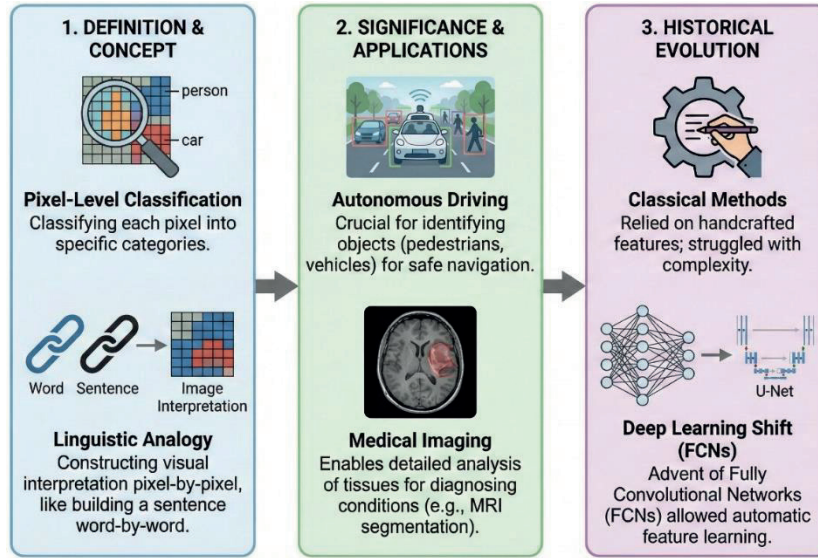 1. DEFINITION &
CONCEPT
person
car
Pixel-Level Classification
Classifying each pixel into
specific categories.
Word
Sentence
Image
Interpretation
Linguistic Analogy
Constructing visual
interpretation pixel-by-pixel,
like building a sentence
word-by-word.
2. SIGNIFICANCE &
APPLICATIONS
Autonomous Driving
Crucial for identifying
objects (pedestrians,
vehicles) for safe navigation.
Medical Imaging
Enables detailed analysis
of tissues for diagnosing
conditions (e.g., MRI
segmentation).
3. HISTORICAL
EVOLUTION
Classical Methods
Relied on handcrafted
features; struggled with
complexity.
U-Net
Deep Learning Shift
(FCNs)
Advent of Fully
Convolutional Networks
(FCNs) allowed automatic
feature learning.